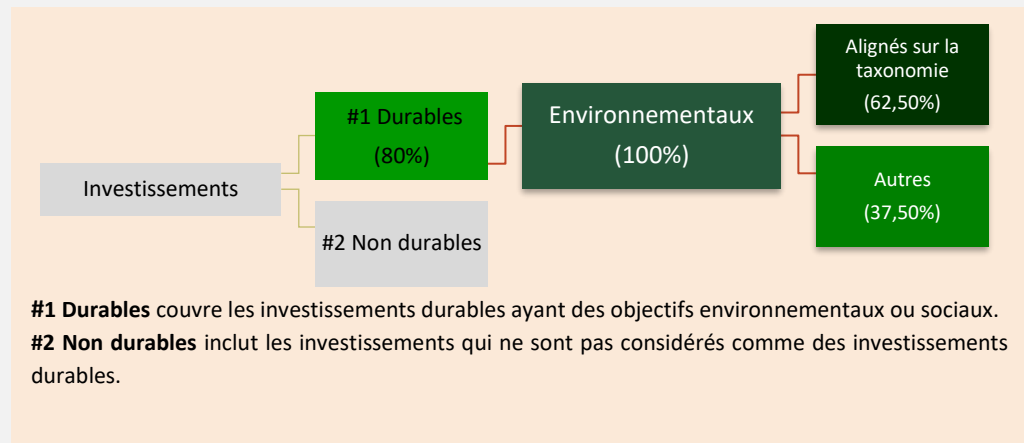 Alignés sur la
taxonomie
(62,50%)
#1 Durables
(80%)
Environnementaux
(100%)
Investissements
Autres
(37,50%)
#2 Non durables
#1 Durables couvre les investissements durables ayant des objectifs environnementaux ou sociaux.
#2 Non durables inclut les investissements qui ne sont pas considérés comme des investissements
durables.